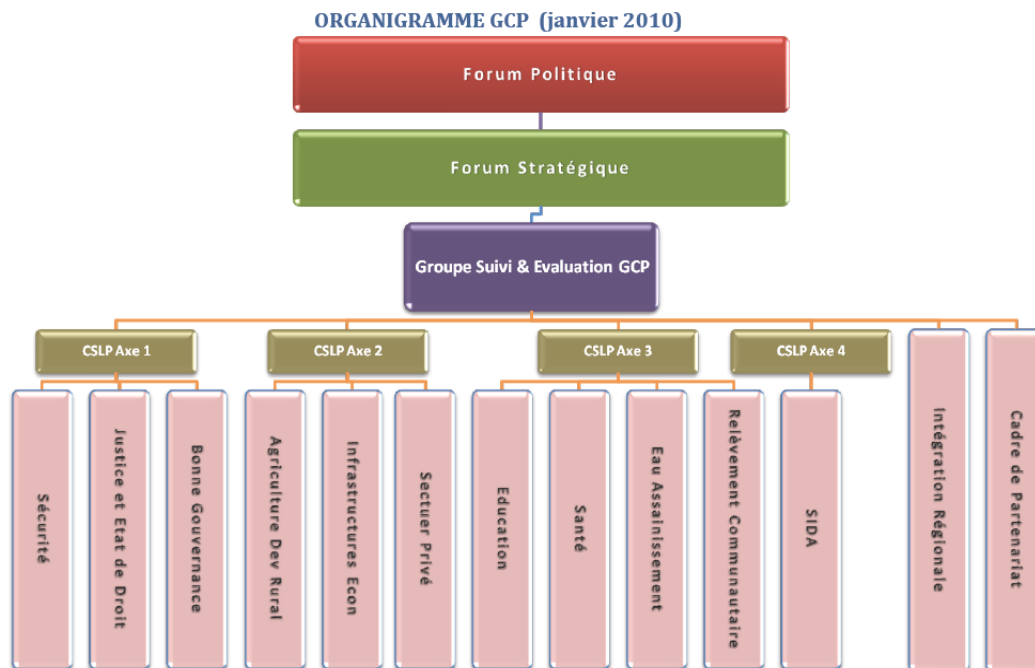 ORGANIGRAMME GCP (janvier 2010)
Forum Politique
Forum Stratégique
Groupe Suivi & Evaluation GCP
CSLP Axe 1
CSLP Axe 2
CSLP Axe 3
CSLP Axe 4
Sécurité
Justice et Etat de Droit
Bonne Gouvernance
Agriculture Dev Rural
Infrastructures Econ
Sectuer Privé
Education
Santé
Eau Assainissement
Relèvement Communautaire
SIDA
Intégration Régionale
Cadre de Partenariat